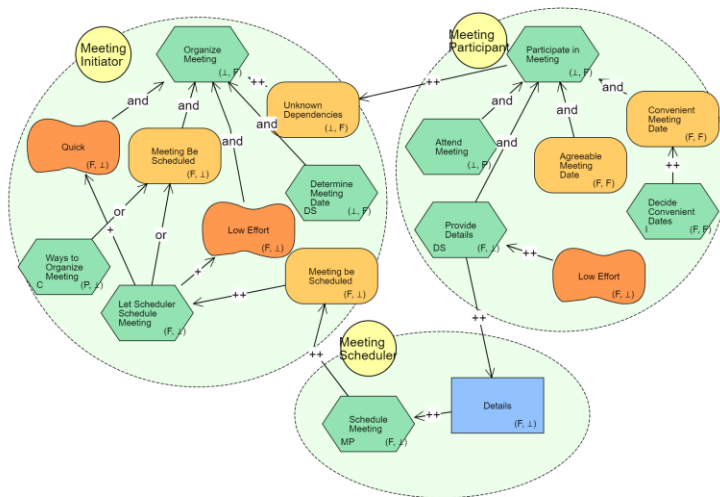 Meeting
Initiator
Organize
Meeting
(⊥, F)
++
Unknown
Dependencies
(⊥, F)
and
and
and
and
Quick
(F, ⊥)
Meeting Be
Scheduled
(F, ⊥)
Determine
Meeting
Date
DS
(⊥, F)
or
+
or
Low Effort
(F, ⊥)
+
Ways to
Organize
Meeting
C
(P, ⊥)
Let Scheduler
Schedule
Meeting
(F, ⊥)
++
Meeting be
Scheduled
(F, ⊥)
++
Meeting
Participant
Participate in
Meeting
(⊥, F)
++
and
and
and
and
Convenient
Meeting
Date
(F, F)
Attend
Meeting
(⊥, F)
Agreeable
Meeting
Date
(F, F)
++
Decide
Convenient
Dates
I
(F, F)
Provide
Details
DS
(F, ⊥)
++
Low Effort
(F, ⊥)
++
Meeting
Scheduler
Schedule
Meeting
MP
(F, ⊥)
++
Details
(F, ⊥)